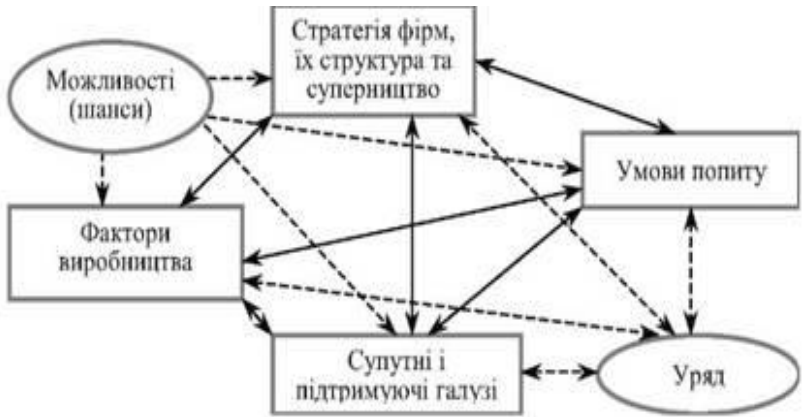 Стратегія фірм,
їх структура та
суперництво
Можливості
(шанси)
Умови попиту
Фактори
виробництва
Супутні і
підтримуючі галузі
Уряд